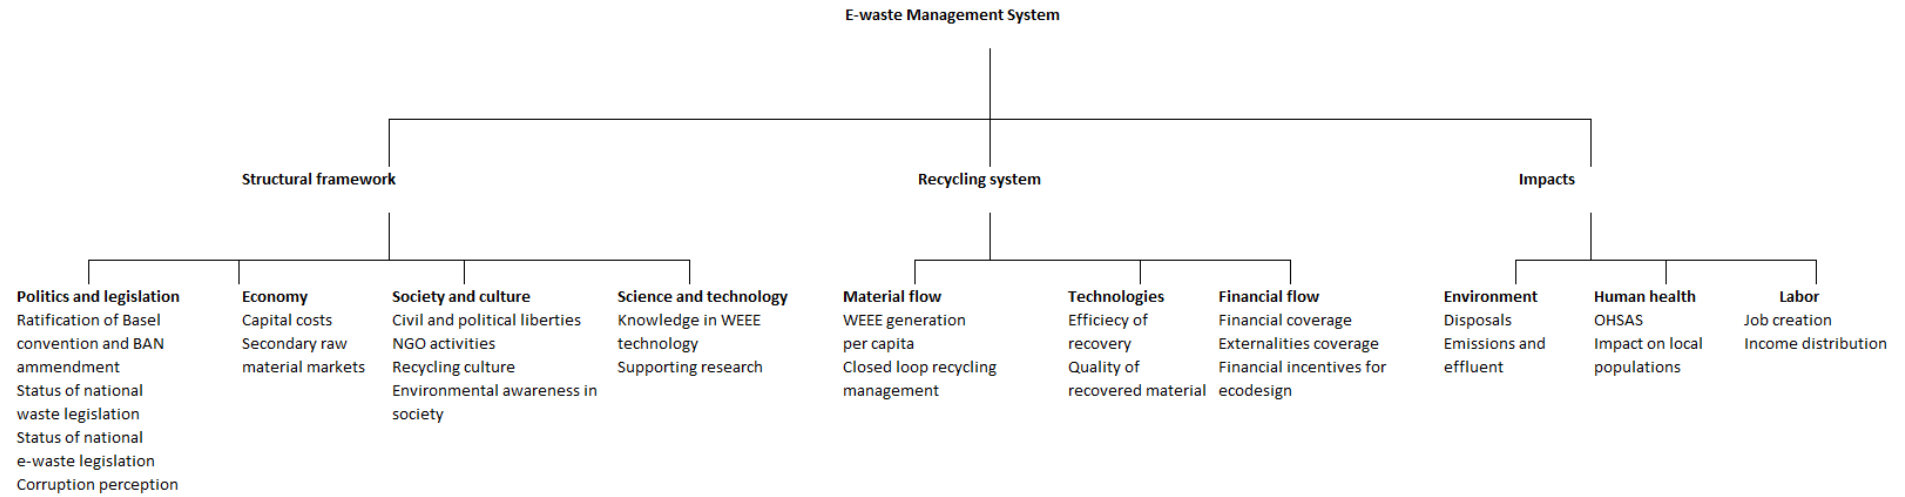 E-waste Management System
Structural framework
Recycling system
Impacts
Politics and legislation
Ratification of Basel
convention and BAN
ammendment
Status of national
waste legislation
Status of national
e-waste legislation
Corruption perception
Economy
Capital costs
Secondary raw
material markets
Society and culture
Civil and political liberties
NGO activities
Recycling culture
Environmental awareness in
society
Science and technology
Knowledge in WEEE
technology
Supporting research
Material flow
WEEE generation
per capita
Closed loop recycling
management
Technologies
Efficiecy of
recovery
Quality of
recovered material
Financial flow
Financial coverage
Externalities coverage
Financial incentives for
ecodesign
Environment
Disposals
Emissions and
effluent
Human health
OHSAS
Impact on local
populations
Labor
Job creation
Income distribution